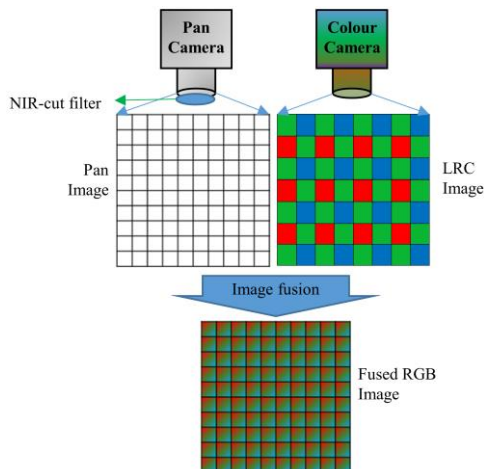 Pan
Camera
Colour
Camera
NIR-cut filter
Pan
Image
LRC
Image
Image fusion
Fused RGB
Image